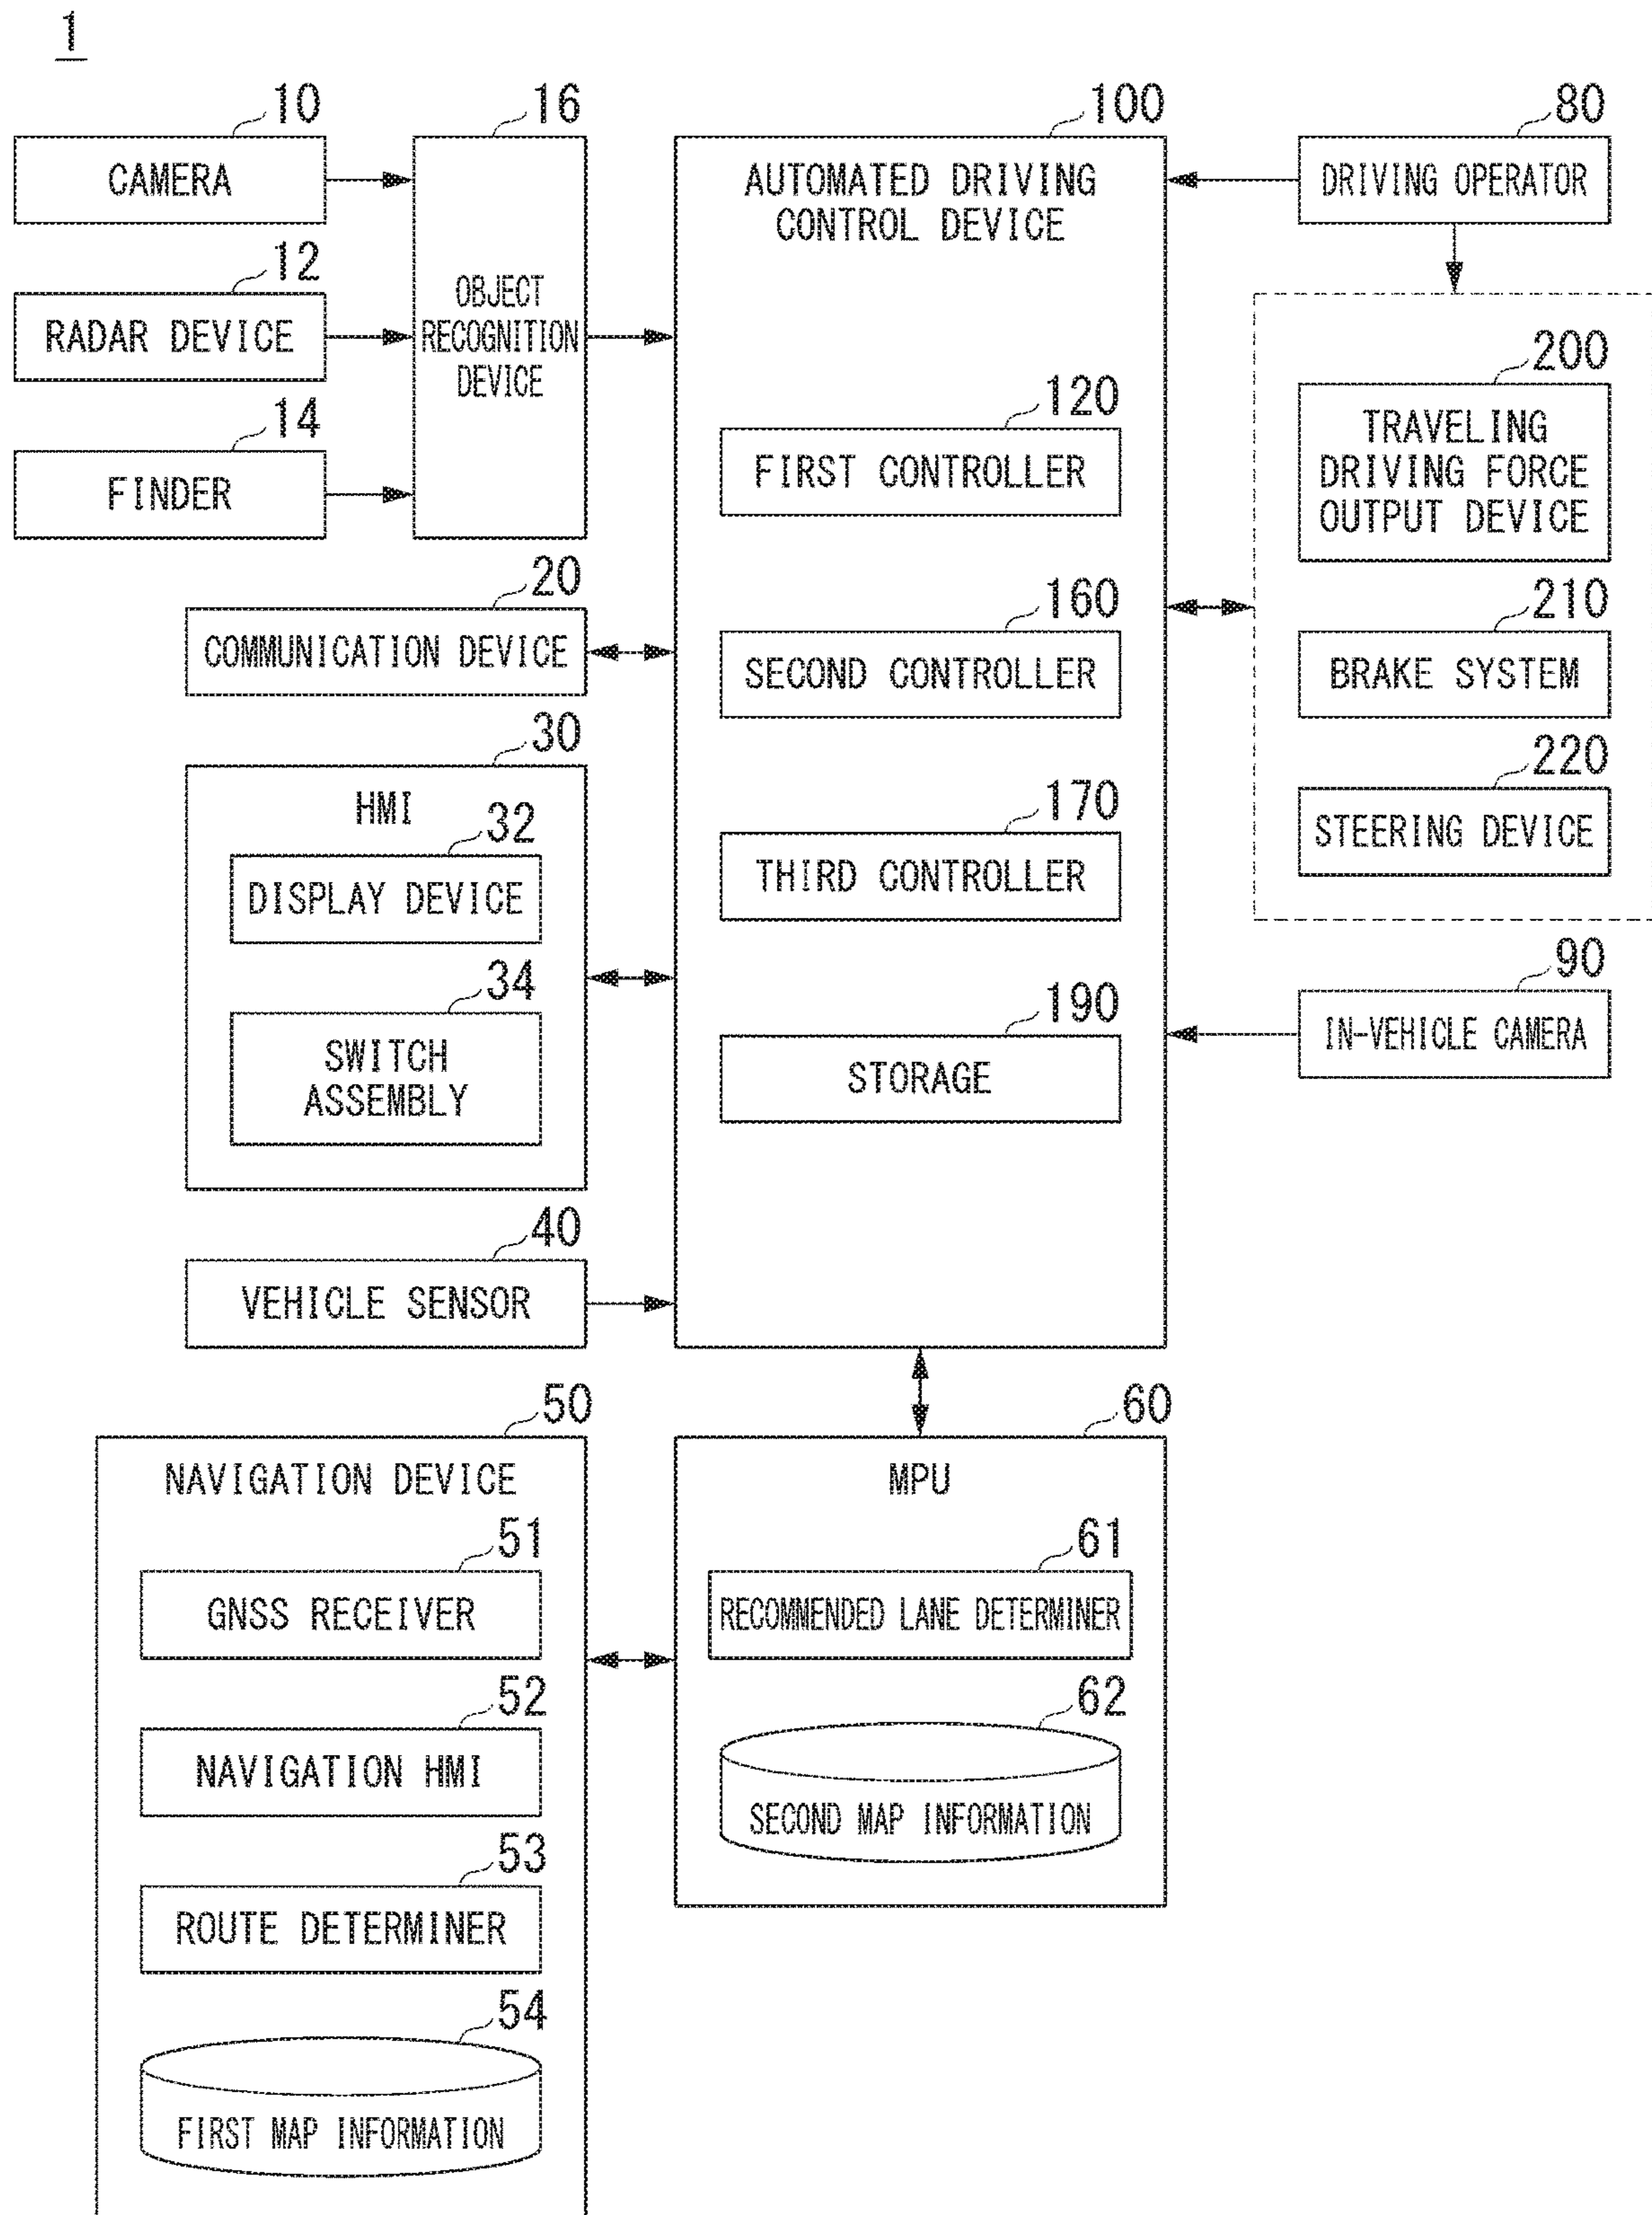 1
10
CAMERA
12
RADAR DEVICE
14
FINDER
16
OBJECT
RECOGNITION
DEVICE
20
COMMUNICATION DEVICE
30
HMI
32
DISPLAY DEVICE
34
SWITCH
ASSEMBLY
40
VEHICLE SENSOR
100
AUTOMATED DRIVING
CONTROL DEVICE
120
FIRST CONTROLLER
160
SECOND CONTROLLER
170
THIRD CONTROLLER
190
STORAGE
80
DRIVING OPERATOR
200
TRAVELING
DRIVING FORCE
OUTPUT DEVICE
210
BRAKE SYSTEM
220
STEERING DEVICE
90
IN-VEHICLE CAMERA
50
NAVIGATION DEVICE
51
GNSS RECEIVER
52
NAVIGATION HMI
53
ROUTE DETERMINER
54
FIRST MAP INFORMATION
60
MPU
61
RECOMMENDED LANE DETERMINER
62
SECOND MAP INFORMATION